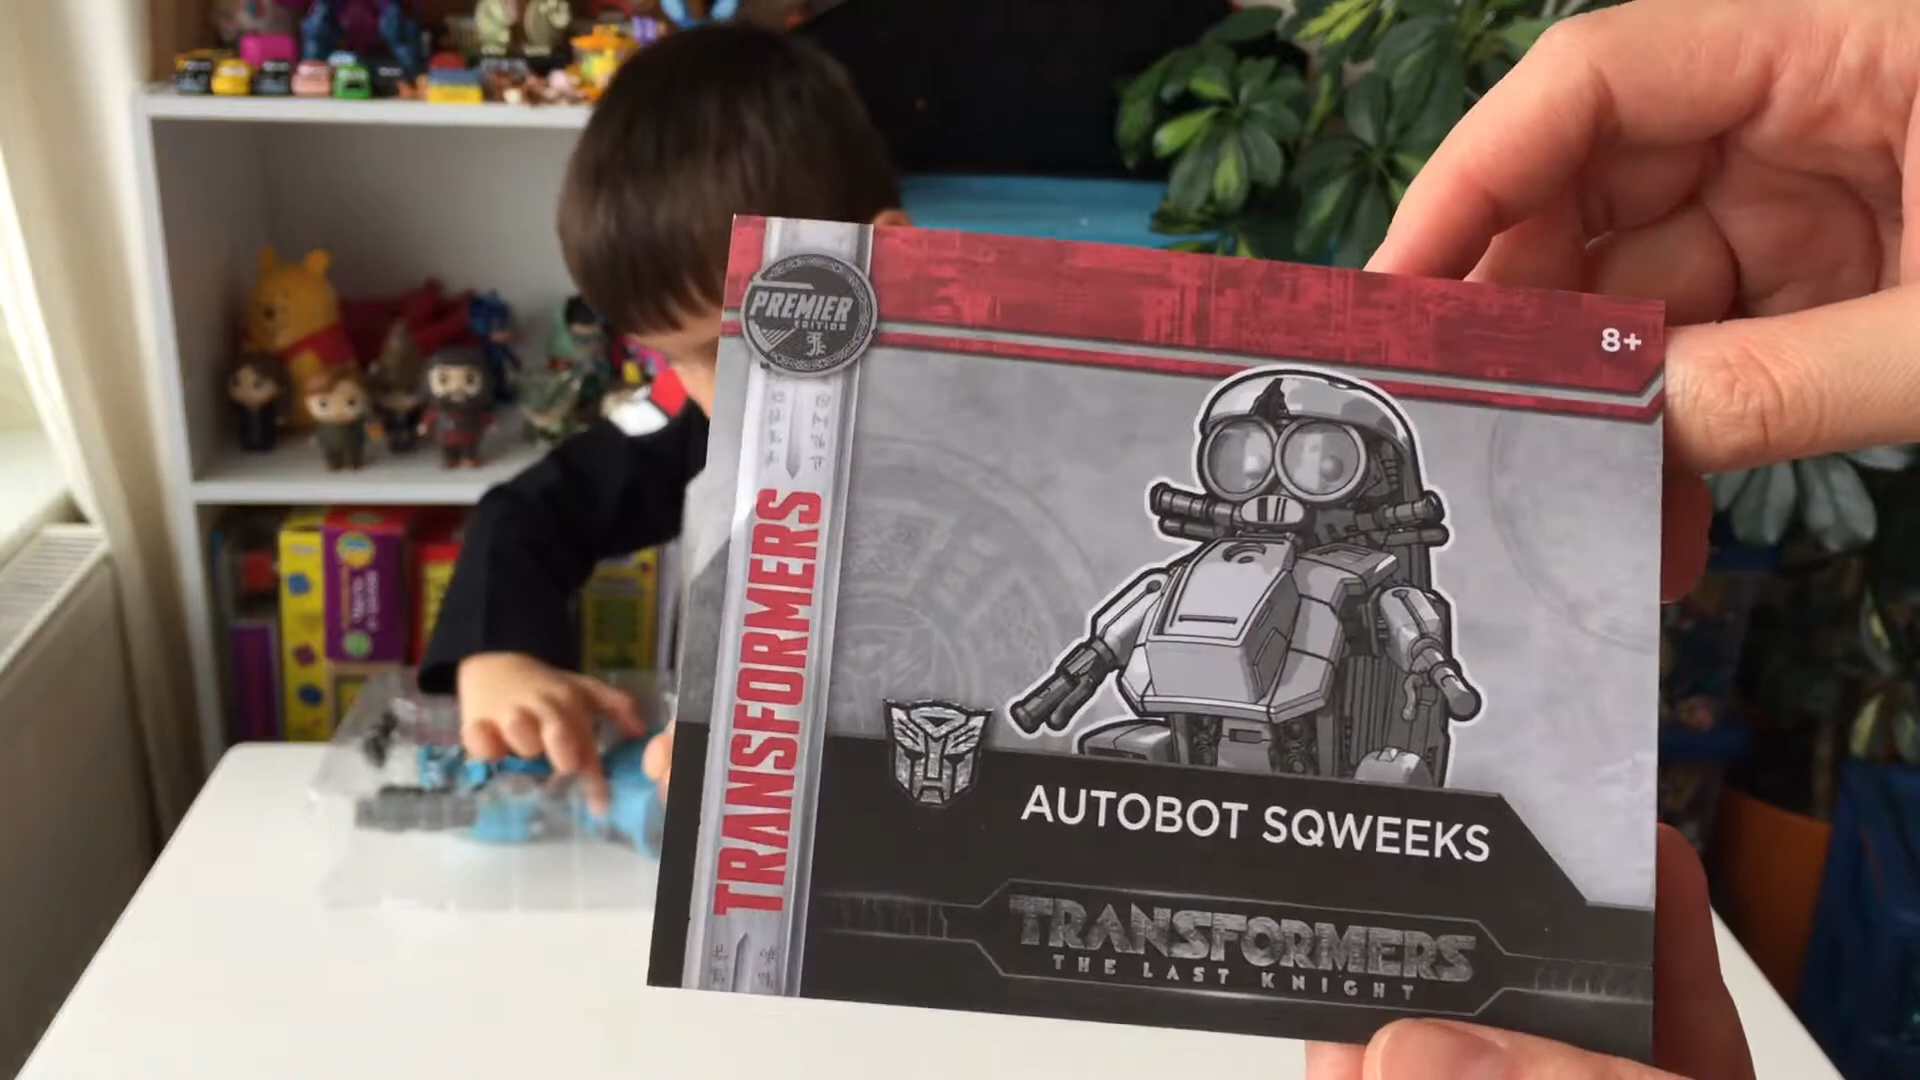 PREMIER
EDITION
8+
TRANSFORMERS
AUTOBOT SQWEEKS
TRANSFORMERS
THE LAST KNIGHT